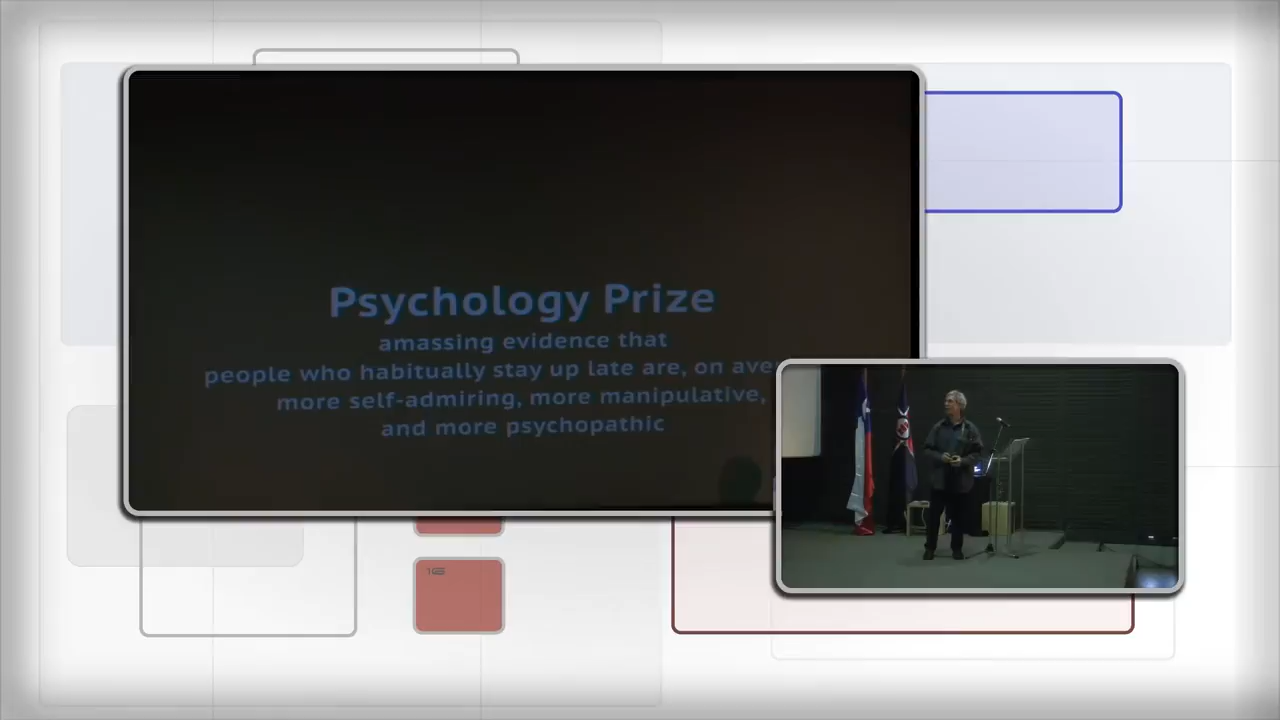 Psychology Prize
amassing evidence that
people who habitually stay up late are, on ave
more self-admiring, more manipulative,
and more psychopathic